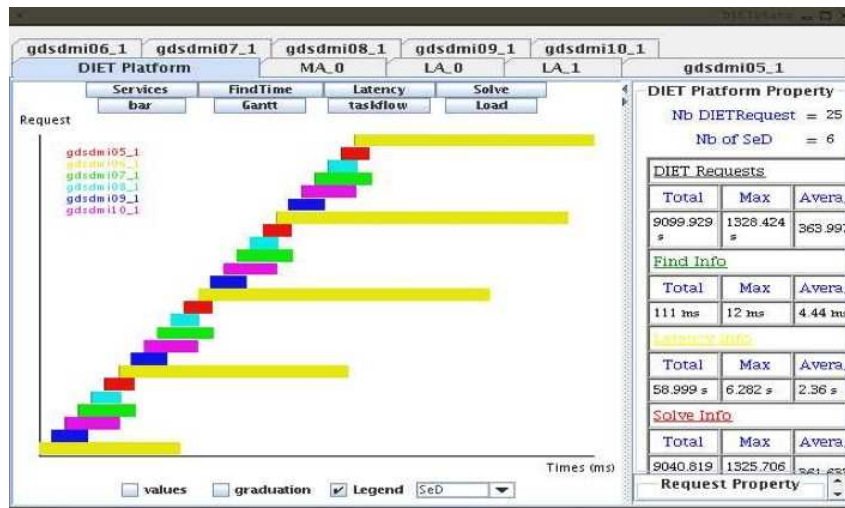 gdsdmi06_1 gdsdmi07_1 gdsdmi08_1 gdsdmi09_1 gdsdmi10_1
DIET Platform MA_0 LA_0 LA_1 gdsdmi05_1
Services FindTime Latency Solve
bar Gantt taskflow Load
Request
gdsdmi05_1
gdsdmi06_1
gdsdmi07_1
gdsdmi08_1
gdsdmi09_1
gdsdmi10_1
Times (ms)
values graduation Legend SeD
DIET Platform Property
Nb DIETRequest = 25
Nb of SeD = 6
DIET Requests
Total Max Avera
9099.929 s 1328.424 s 363.997
Find Info
Total Max Avera
111 ms 12 ms 4.44 ms
Latency Info
Total Max Avera
58.999 s 6.282 s 2.36 s
Solve Info
Total Max Avera
9040.819 1325.706
Request Property